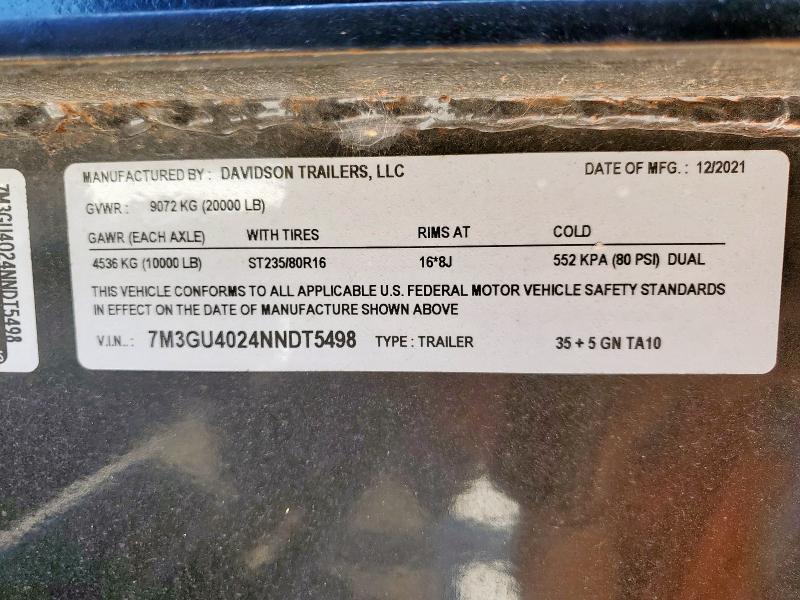 MANUFACTURED BY : DAVIDSON TRAILERS, LLC DATE OF MFG. : 12/2021
GVWR : 9072 KG (20000 LB)
GAWR (EACH AXLE) WITH TIRES RIMS AT COLD
4536 KG (10000 LB) ST235/80R16 16*8J 552 KPA (80 PSI) DUAL
THIS VEHICLE CONFORMS TO ALL APPLICABLE U.S. FEDERAL MOTOR VEHICLE SAFETY STANDARDS
IN EFFECT ON THE DATE OF MANUFACTURE SHOWN ABOVE
V.I.N.. : 7M3GU4024NNDT5498 TYPE : TRAILER 35 + 5 GN TA10
7M3GU4024NNDT5498